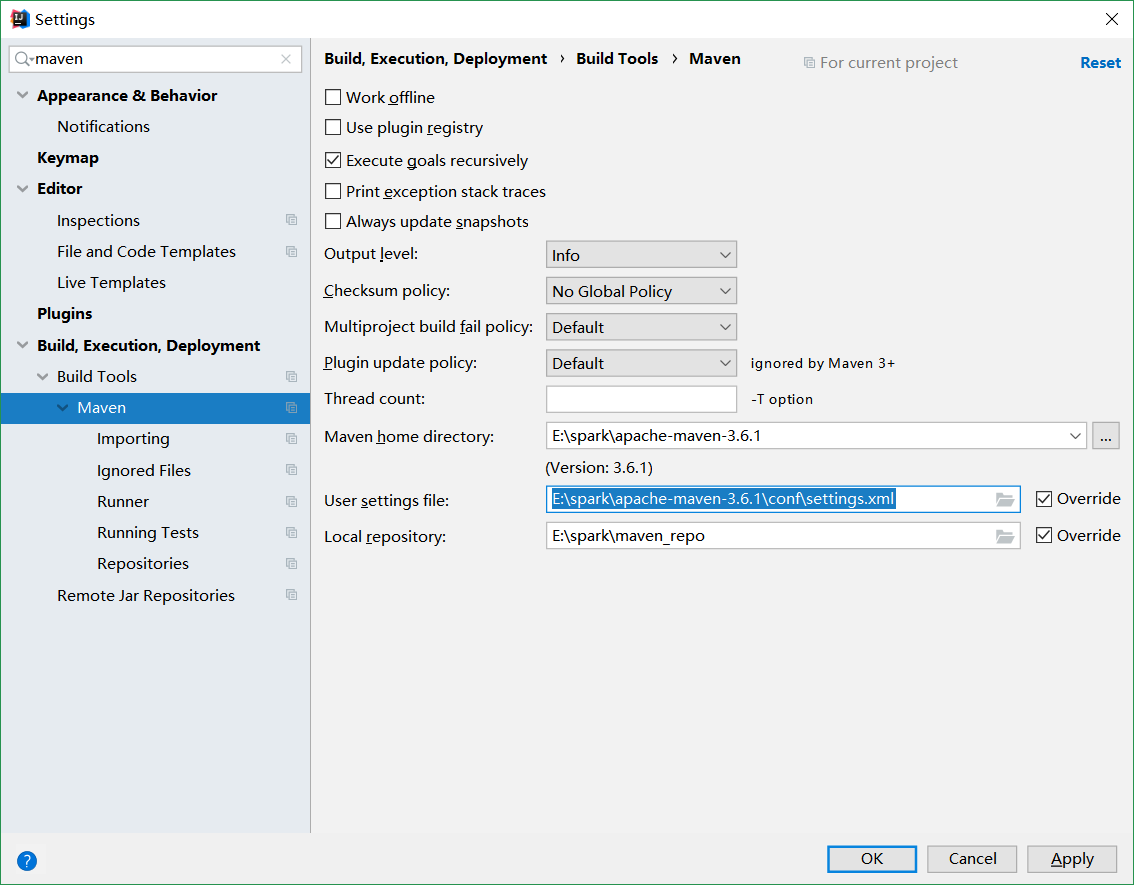 Settings
maven
Appearance & Behavior
Notifications
Keymap
Editor
Inspections
File and Code Templates
Live Templates
Plugins
Build, Execution, Deployment
Build Tools
Maven
Importing
Ignored Files
Runner
Running Tests
Repositories
Remote Jar Repositories
Build, Execution, Deployment › Build Tools › Maven
For current project
Reset
Work offline
Use plugin registry
Execute goals recursively
Print exception stack traces
Always update snapshots
Output level: Info
Checksum policy: No Global Policy
Multiproject build fail policy: Default
Plugin update policy: Default ignored by Maven 3+
Thread count: -T option
Maven home directory: E:\spark\apache-maven-3.6.1 ...
(Version: 3.6.1)
User settings file: E:\spark\apache-maven-3.6.1\conf\settings.xml Override
Local repository: E:\spark\maven_repo Override
? OK Cancel Apply